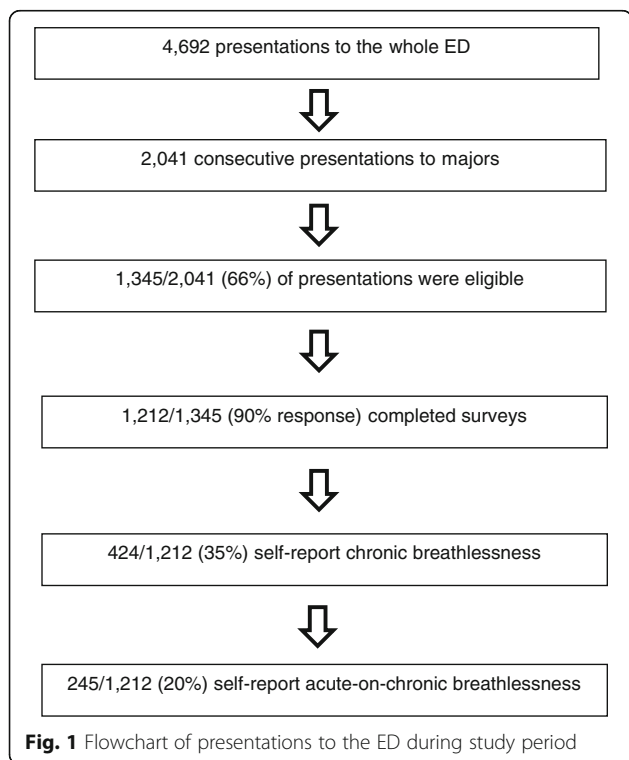 4,692 presentations to the whole ED
2,041 consecutive presentations to majors
1,345/2,041 (66%) of presentations were eligible
1,212/1,345 (90% response) completed surveys
424/1,212 (35%) self-report chronic breathlessness
245/1,212 (20%) self-report acute-on-chronic breathlessness
Fig. 1 Flowchart of presentations to the ED during study period